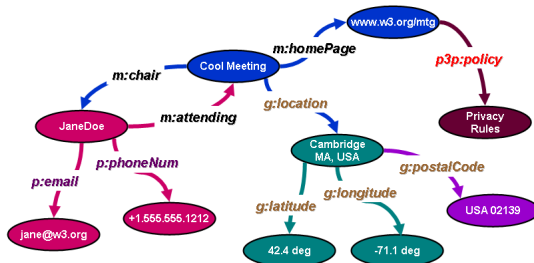 www.w3.org/mtg
m:homePage
p3p:policy
Cool Meeting
m:chair
g:location
m:attending
Privacy
Rules
JaneDoe
Cambridge
MA, USA
p:phoneNum
g:postalCode
p:email
g:latitude
g:longitude
+1.555.555.1212
USA 02139
jane@w3.org
42.4 deg
-71.1 deg